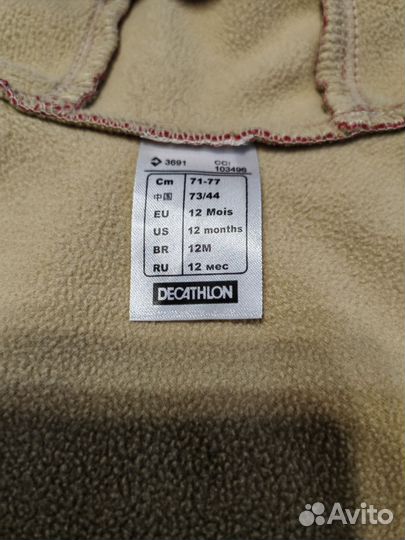 3691 CC:
103496
Cm 71-77
中国 73/44
EU 12 Mois
US 12 months
BR 12M
RU 12 мес
DECATHLON
Avito